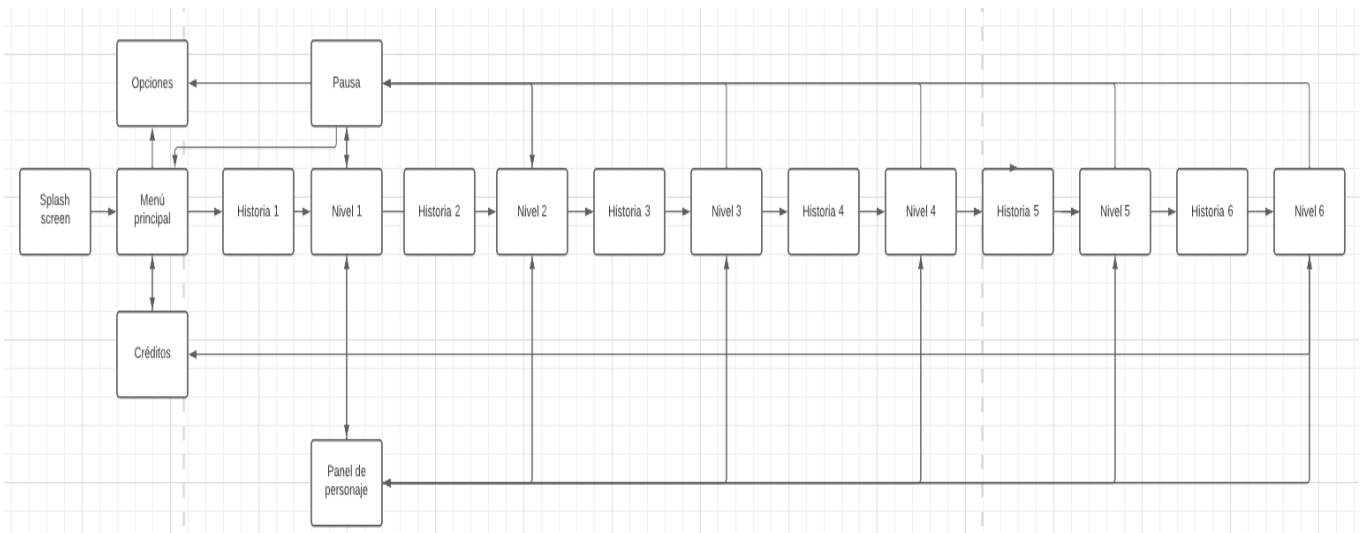 Opciones
Pausa
Splash
screen
Menú
principal
Historia 1
Nivel 1
Historia 2
Nivel 2
Historia 3
Nivel 3
Historia 4
Nivel 4
Historia 5
Nivel 5
Historia 6
Nivel 6
Créditos
Panel de
personaje